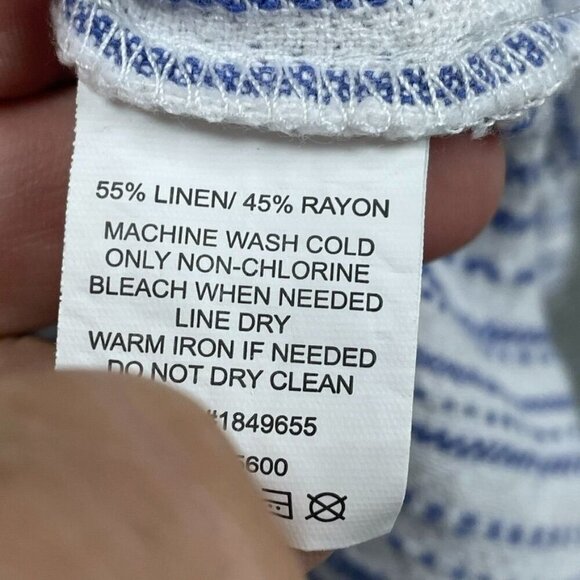 55% LINEN/ 45% RAYON
MACHINE WASH COLD
ONLY NON-CHLORINE
BLEACH WHEN NEEDED
LINE DRY
WARM IRON IF NEEDED
DO NOT DRY CLEAN
#1849655
5600